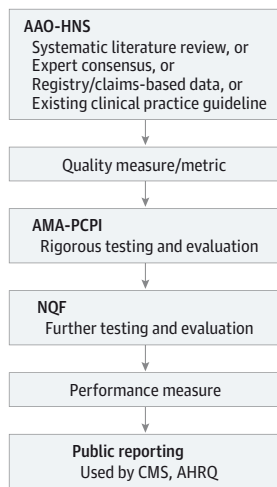 AAO-HNS
Systematic literature review, or
Expert consensus, or
Registry/claims-based data, or
Existing clinical practice guideline
Quality measure/metric
AMA-PCPI
Rigorous testing and evaluation
NQF
Further testing and evaluation
Performance measure
Public reporting
Used by CMS, AHRQ